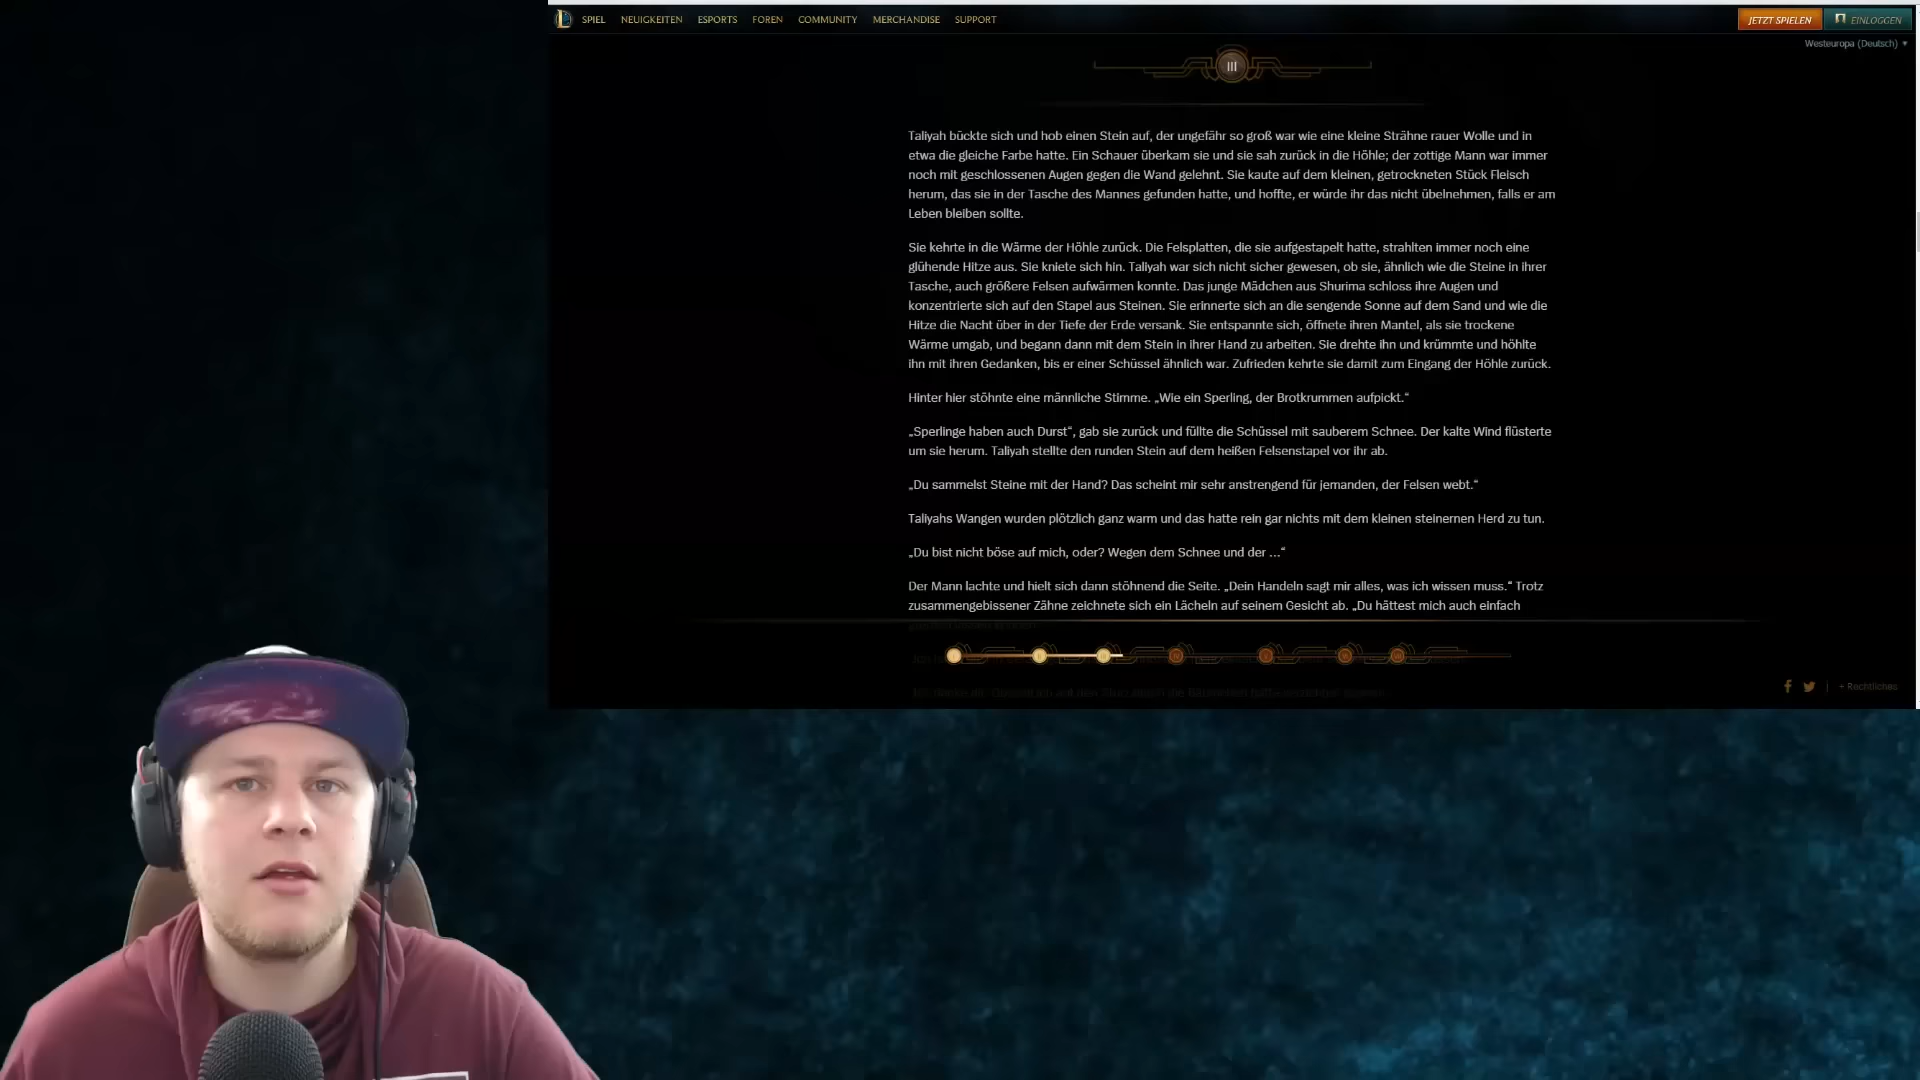 SPIEL NEUIGKEITEN ESPORTS FOREN COMMUNITY MERCHANDISE SUPPORT
JETZT SPIELEN EINLOGGEN
Westeuropa (Deutsch)
III
Taliyah bückte sich und hob einen Stein auf, der ungefähr so groß war wie eine kleine Strähne rauer Wolle und in
etwa die gleiche Farbe hatte. Ein Schauer überkam sie und sie sah zurück in die Höhle; der zottige Mann war immer
noch mit geschlossenen Augen gegen die Wand gelehnt. Sie kaute auf dem kleinen, getrockneten Stück Fleisch
herum, das sie in der Tasche des Mannes gefunden hatte, und hoffte, er würde ihr das nicht übelnehmen, falls er am
Leben bleiben sollte.
Sie kehrte in die Wärme der Höhle zurück. Die Felsplatten, die sie aufgestapelt hatte, strahlten immer noch eine
glühende Hitze aus. Sie kniete sich hin. Taliyah war sich nicht sicher gewesen, ob sie, ähnlich wie die Steine in ihrer
Tasche, auch größere Felsen aufwärmen konnte. Das junge Mädchen aus Shurima schloss ihre Augen und
konzentrierte sich auf den Stapel aus Steinen. Sie erinnerte sich an die sengende Sonne auf dem Sand und wie die
Hitze die Nacht über in der Tiefe der Erde versank. Sie entspannte sich, öffnete ihren Mantel, als sie trockene
Wärme umgab, und begann dann mit dem Stein in ihrer Hand zu arbeiten. Sie drehte ihn und krümmte und höhlte
ihn mit ihren Gedanken, bis er einer Schüssel ähnlich war. Zufrieden kehrte sie damit zum Eingang der Höhle zurück.
Hinter hier stöhnte eine männliche Stimme. „Wie ein Sperling, der Brotkrummen aufpickt.“
„Sperlinge haben auch Durst“, gab sie zurück und füllte die Schüssel mit sauberem Schnee. Der kalte Wind flüsterte
um sie herum. Taliyah stellte den runden Stein auf dem heißen Felsenstapel vor ihr ab.
„Du sammelst Steine mit der Hand? Das scheint mir sehr anstrengend für jemanden, der Felsen webt.“
Taliyahs Wangen wurden plötzlich ganz warm und das hatte rein gar nichts mit dem kleinen steinernen Herd zu tun.
„Du bist nicht böse auf mich, oder? Wegen dem Schnee und der ...“
Der Mann lachte und hielt sich dann stöhnend die Seite. „Dein Handeln sagt mir alles, was ich wissen muss.“ Trotz
zusammengebissener Zähne zeichnete sich ein Lächeln auf seinem Gesicht ab. „Du hättest mich auch einfach
+ Rechtliches